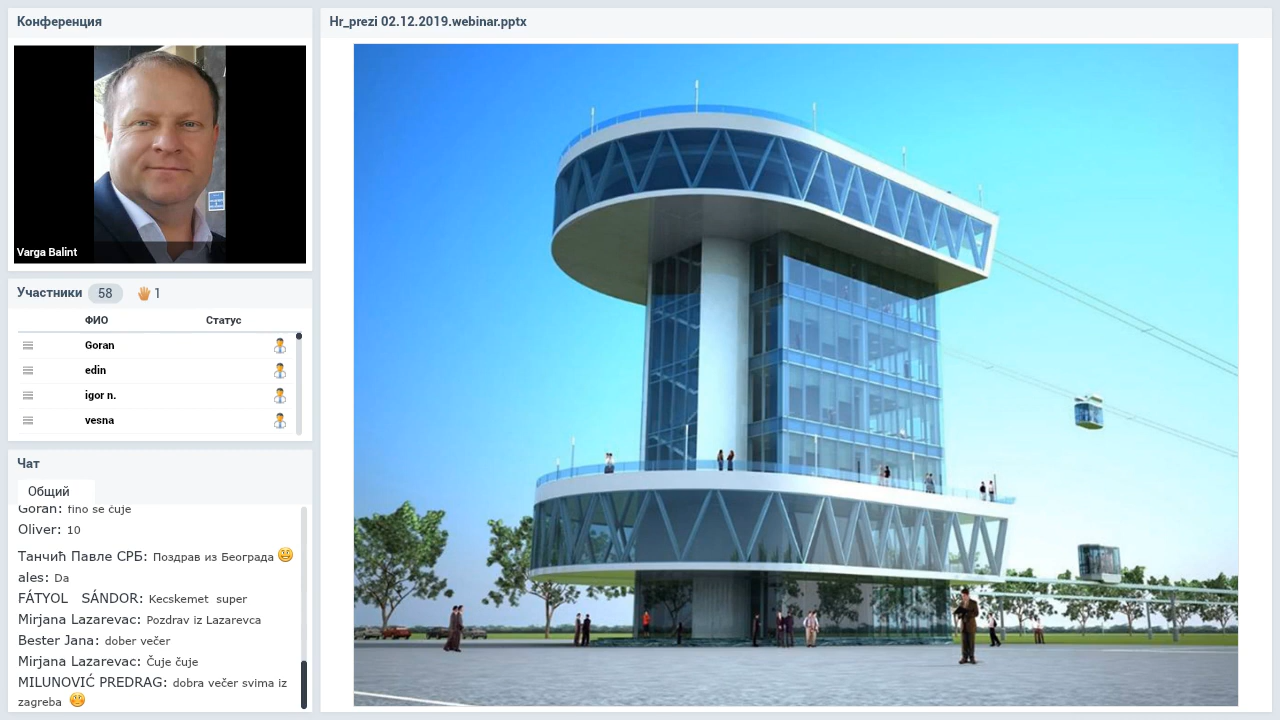 Конференция
Varga Balint
Участники 58 1
ФИО Статус
Goran
edin
igor n.
vesna
Чат
Общий
Goran: fino se čuje
Oliver: 10
Танчић Павле СРБ: Поздрав из Београда
ales: Da
FÁTYOL SÁNDOR: Kecskemet super
Mirjana Lazarevac: Pozdrav iz Lazarevca
Bester Jana: dober večer
Mirjana Lazarevac: Čuje čuje
MILUNOVIĆ PREDRAG: dobra večer svima iz
zagreba
Hr_prezi 02.12.2019.webinar.pptx